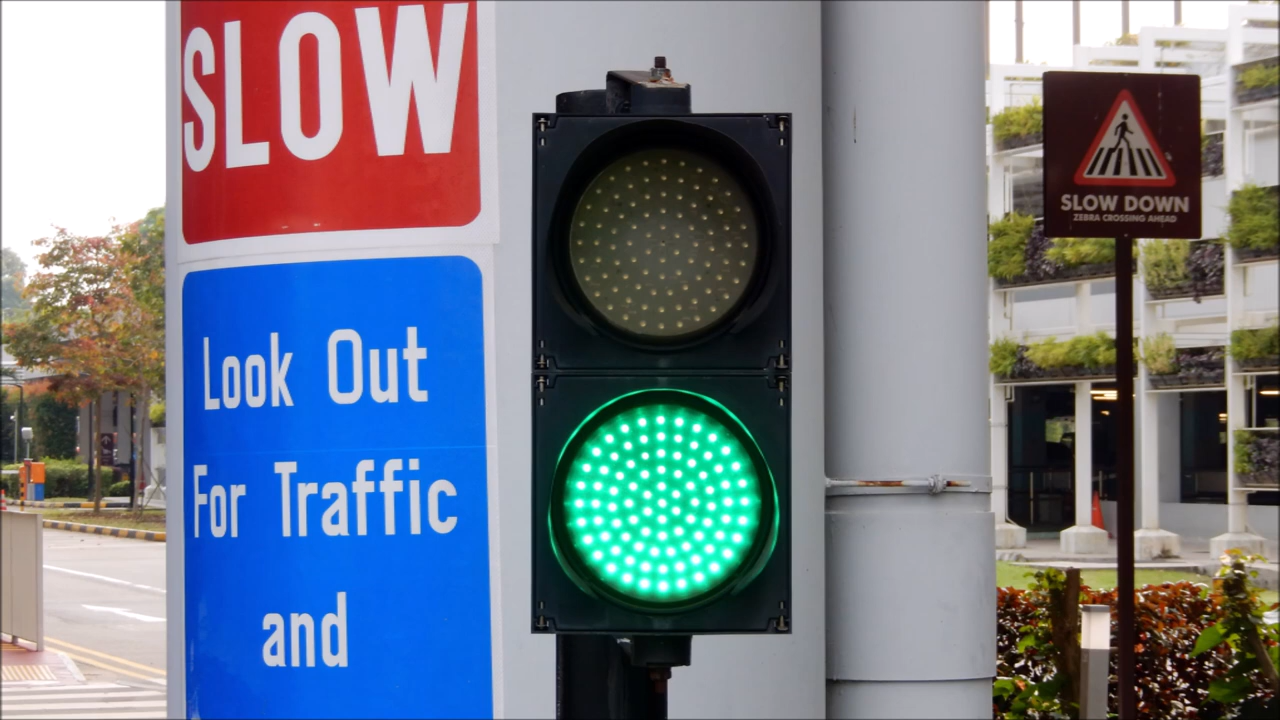 SLOW
Look Out
For Traffic
and
SLOW DOWN
ZEBRA CROSSING AHEAD